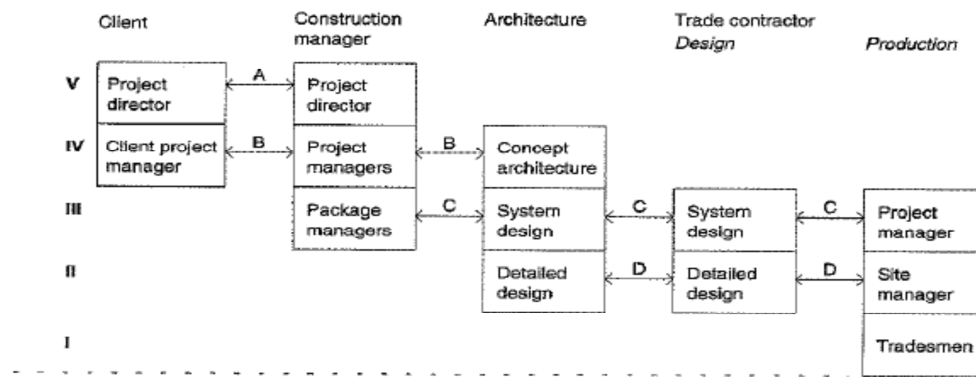 Client
Construction
manager
Architecture
Trade contractor
Design
Production
V
Project
director
A
Project
director
IV
Client project
manager
B
Project
managers
B
Concept
architecture
III
Package
managers
C
System
design
C
System
design
C
Project
manager
II
Detailed
design
D
Detailed
design
D
Site
manager
I
Tradesmen